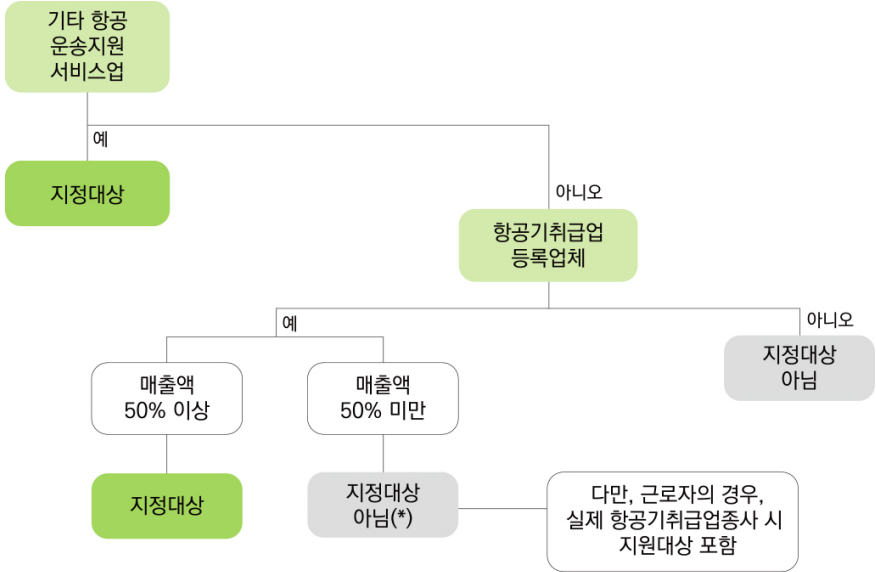 기타 항공
운송지원
서비스업
예
지정대상
아니오
항공기취급업
등록업체
예
아니오
매출액
50% 이상
매출액
50% 미만
지정대상
아님
지정대상
지정대상
아님(*)
다만, 근로자의 경우,
실제 항공기취급업종사 시
지원대상 포함